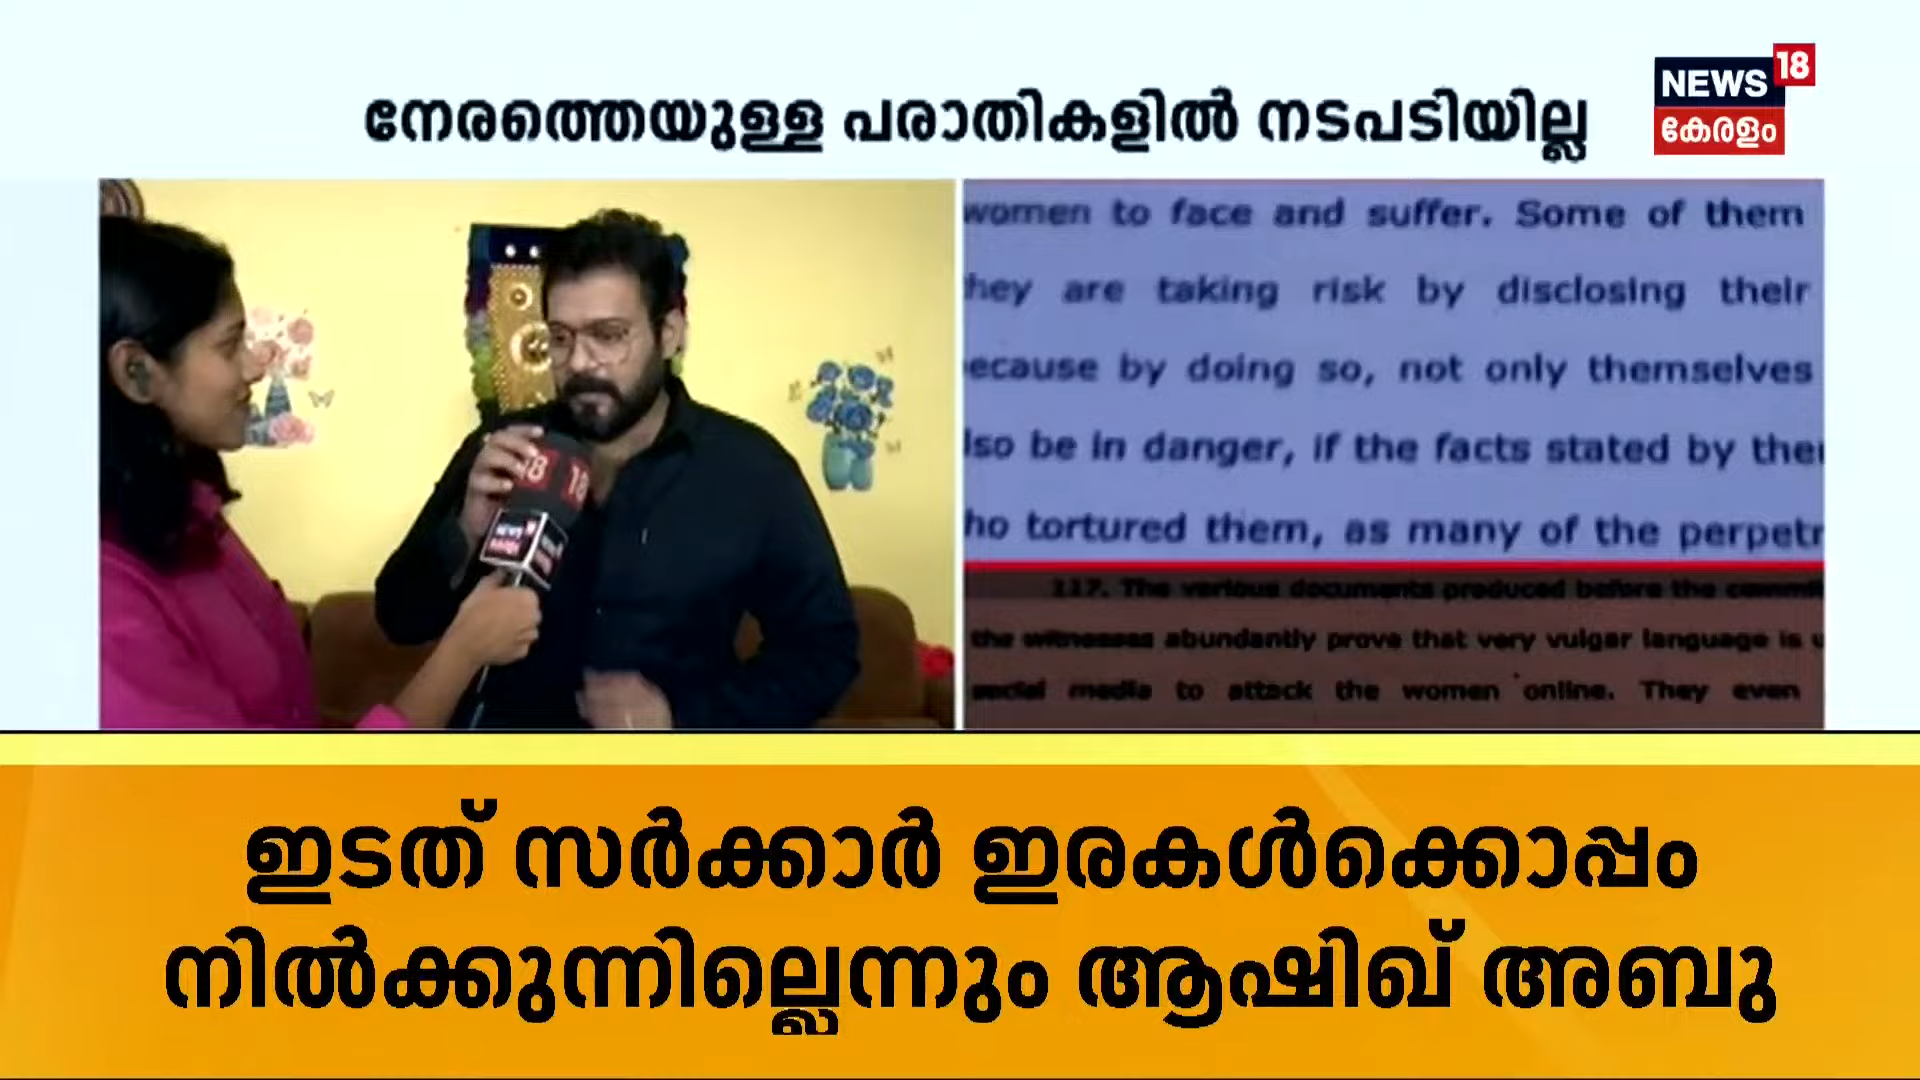 നേരത്തെയുള്ള പരാതികളിൽ നടപടിയില്ല
NEWS 18
കേരളം
women to face and suffer. Some of them
hey are taking risk by disclosing their
ecause by doing so, not only themselves
lso be in danger, if the facts stated by the
ho tortured them, as many of the perpetr
117. The various documents produced before the commi
the witnesses abundantly prove that very vulgar language is u
social media to attack the women online. They even
18 18
NEWS
ഇടത് സർക്കാർ ഇരകൾക്കൊപ്പം
നിൽക്കുന്നില്ലെന്നും ആഷിഖ് അബു